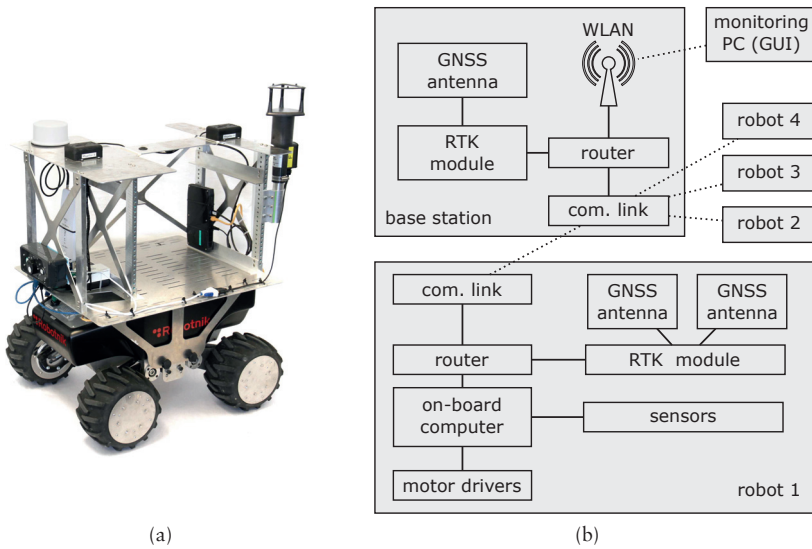 Robotnik
Robotnik
(a)
WLAN
monitoring
PC (GUI)
GNSS
antenna
RTK
module
router
com. link
base station
robot 4
robot 3
robot 2
com. link
GNSS
antenna
GNSS
antenna
router
RTK module
on-board
computer
sensors
motor drivers
robot 1
(b)